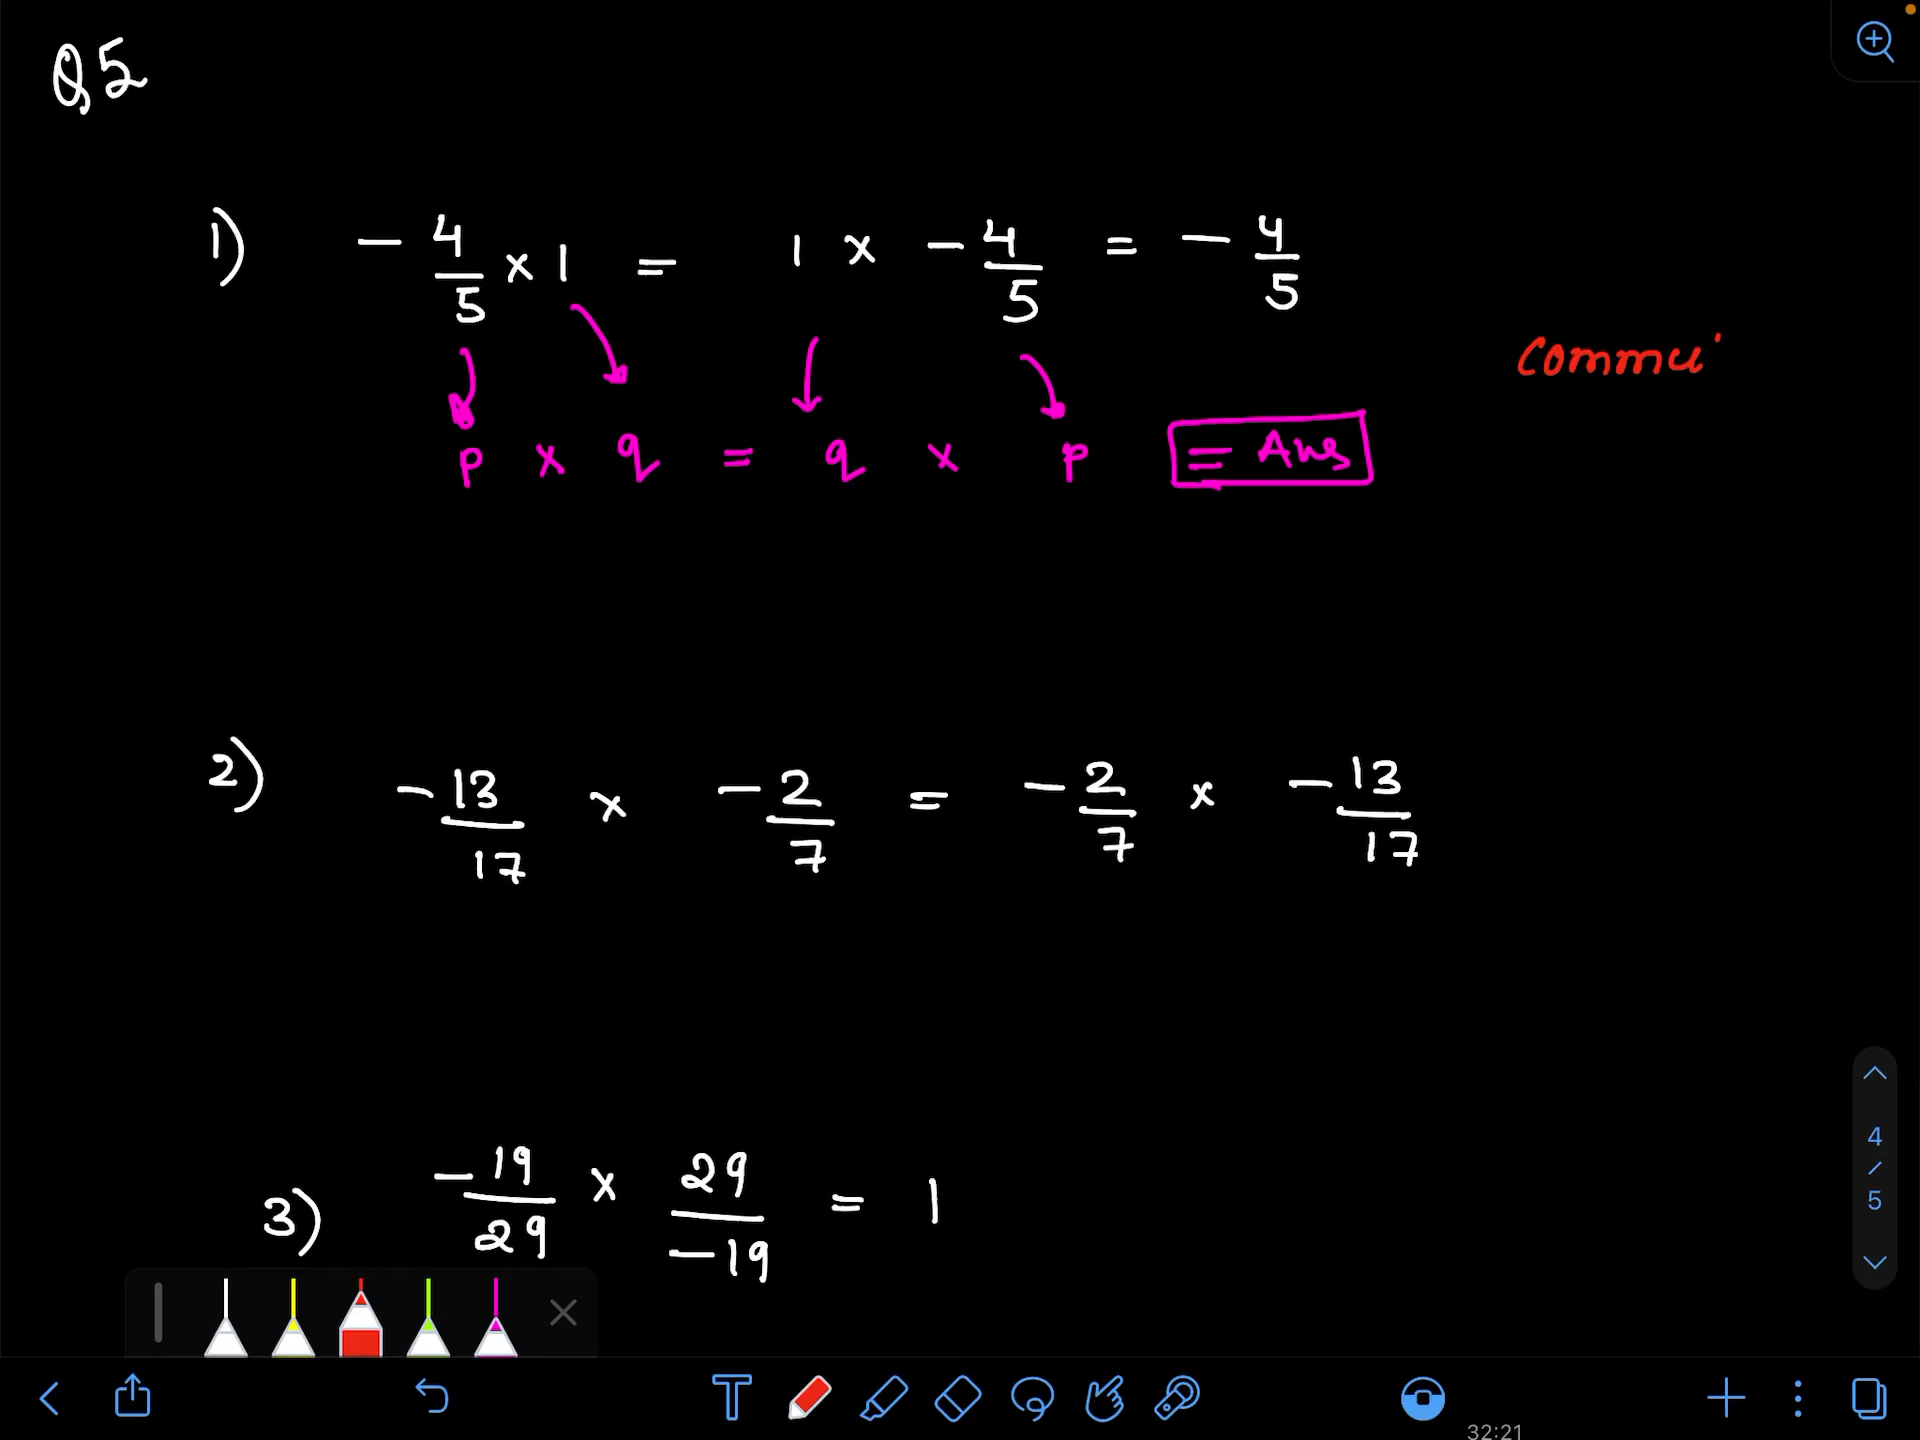 Q5
1) - 4/5 × 1 = 1 × - 4/5 = - 4/5
commu
p × q = q × p = Ans
2) - 13/17 × - 2/7 = - 2/7 × - 13/17
3) - 19/29 × 29/-19 = 1
4
/
5
T
32:21